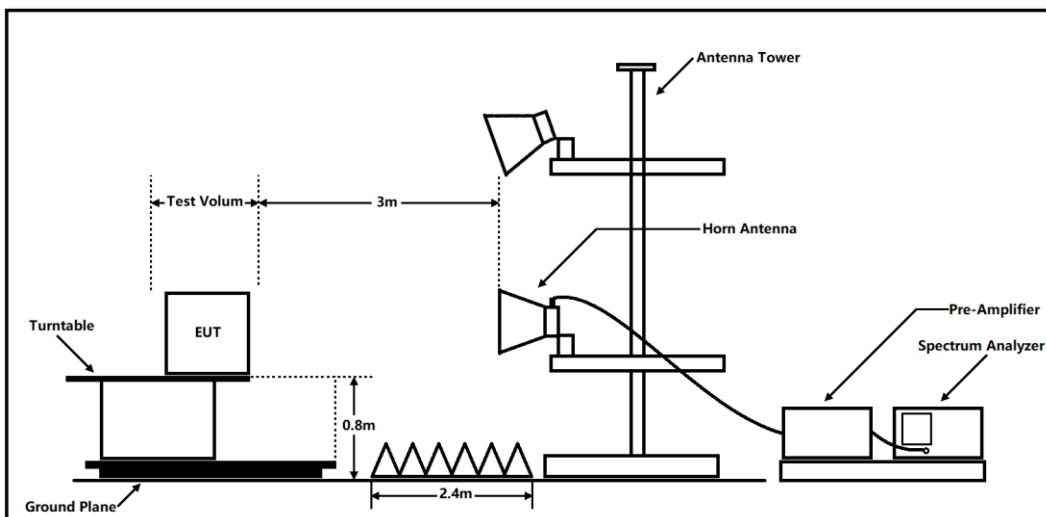 Antenna Tower
Test Volum
3m
Horn Antenna
EUT
Turntable
Pre-Amplifier
Spectrum Analyzer
0.8m
2.4m
Ground Plane